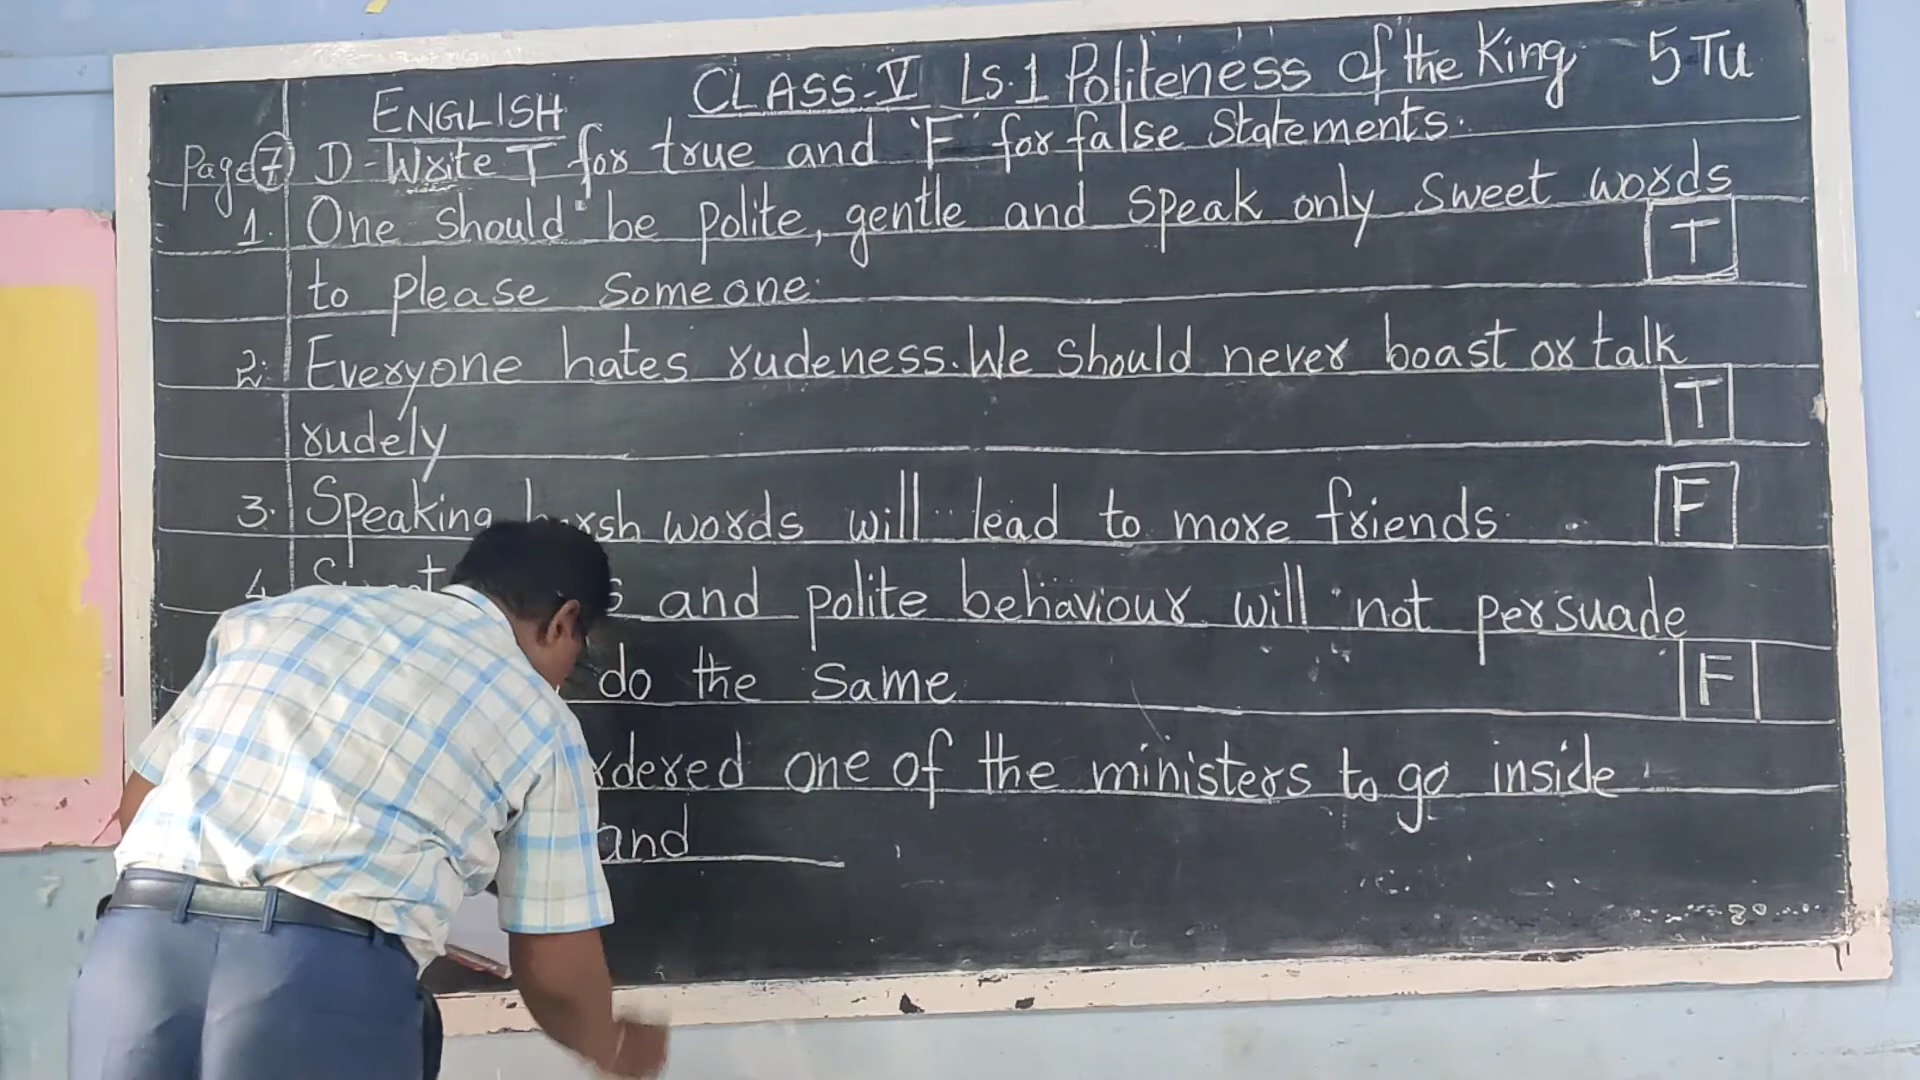 CLASS-V Ls.1 Politeness of the King 5 Tu
ENGLISH
Page 7 D-Write T for true and 'F' for false Statements.
1. One should be polite, gentle and speak only sweet words
T
to please someone.
2. Everyone hates rudeness. We should never boast or talk
T
rudely
3. Speaking words will lead to more friends F
4. and polite behaviour will not persuade
do the same F
one of the ministers to go inside
and